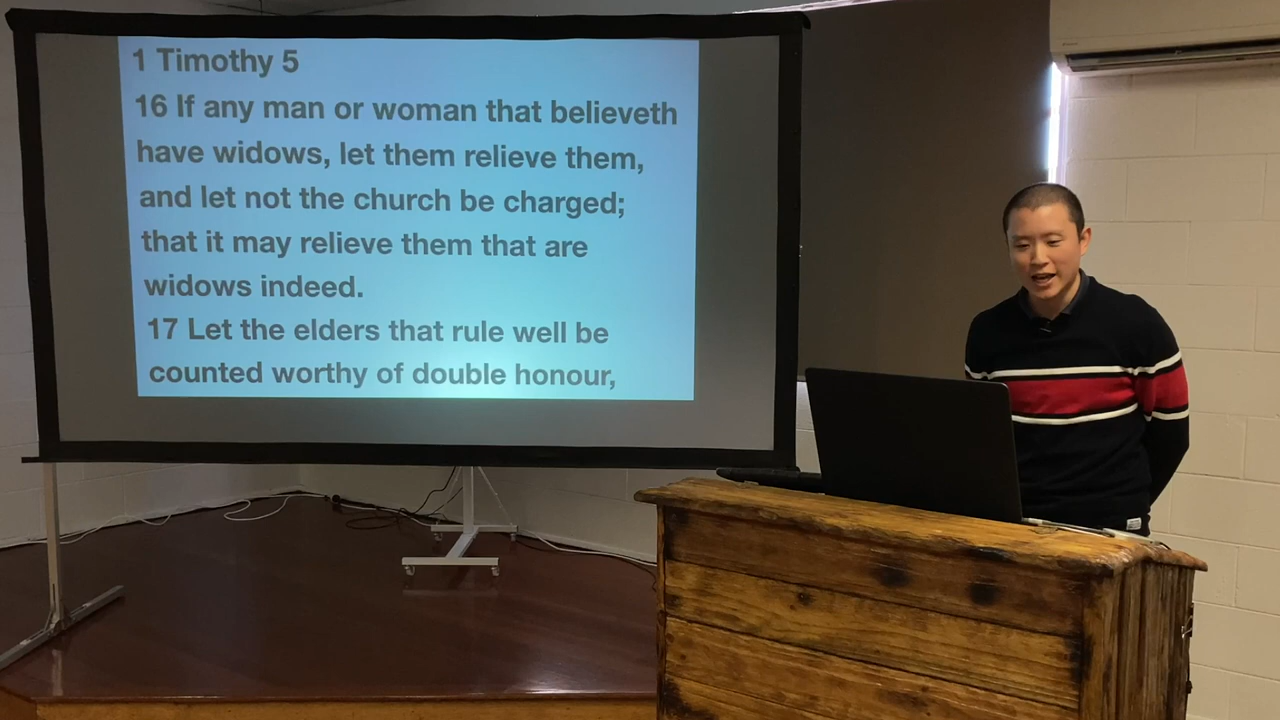 1 Timothy 5
16 If any man or woman that believeth
have widows, let them relieve them,
and let not the church be charged;
that it may relieve them that are
widows indeed.
17 Let the elders that rule well be
counted worthy of double honour,